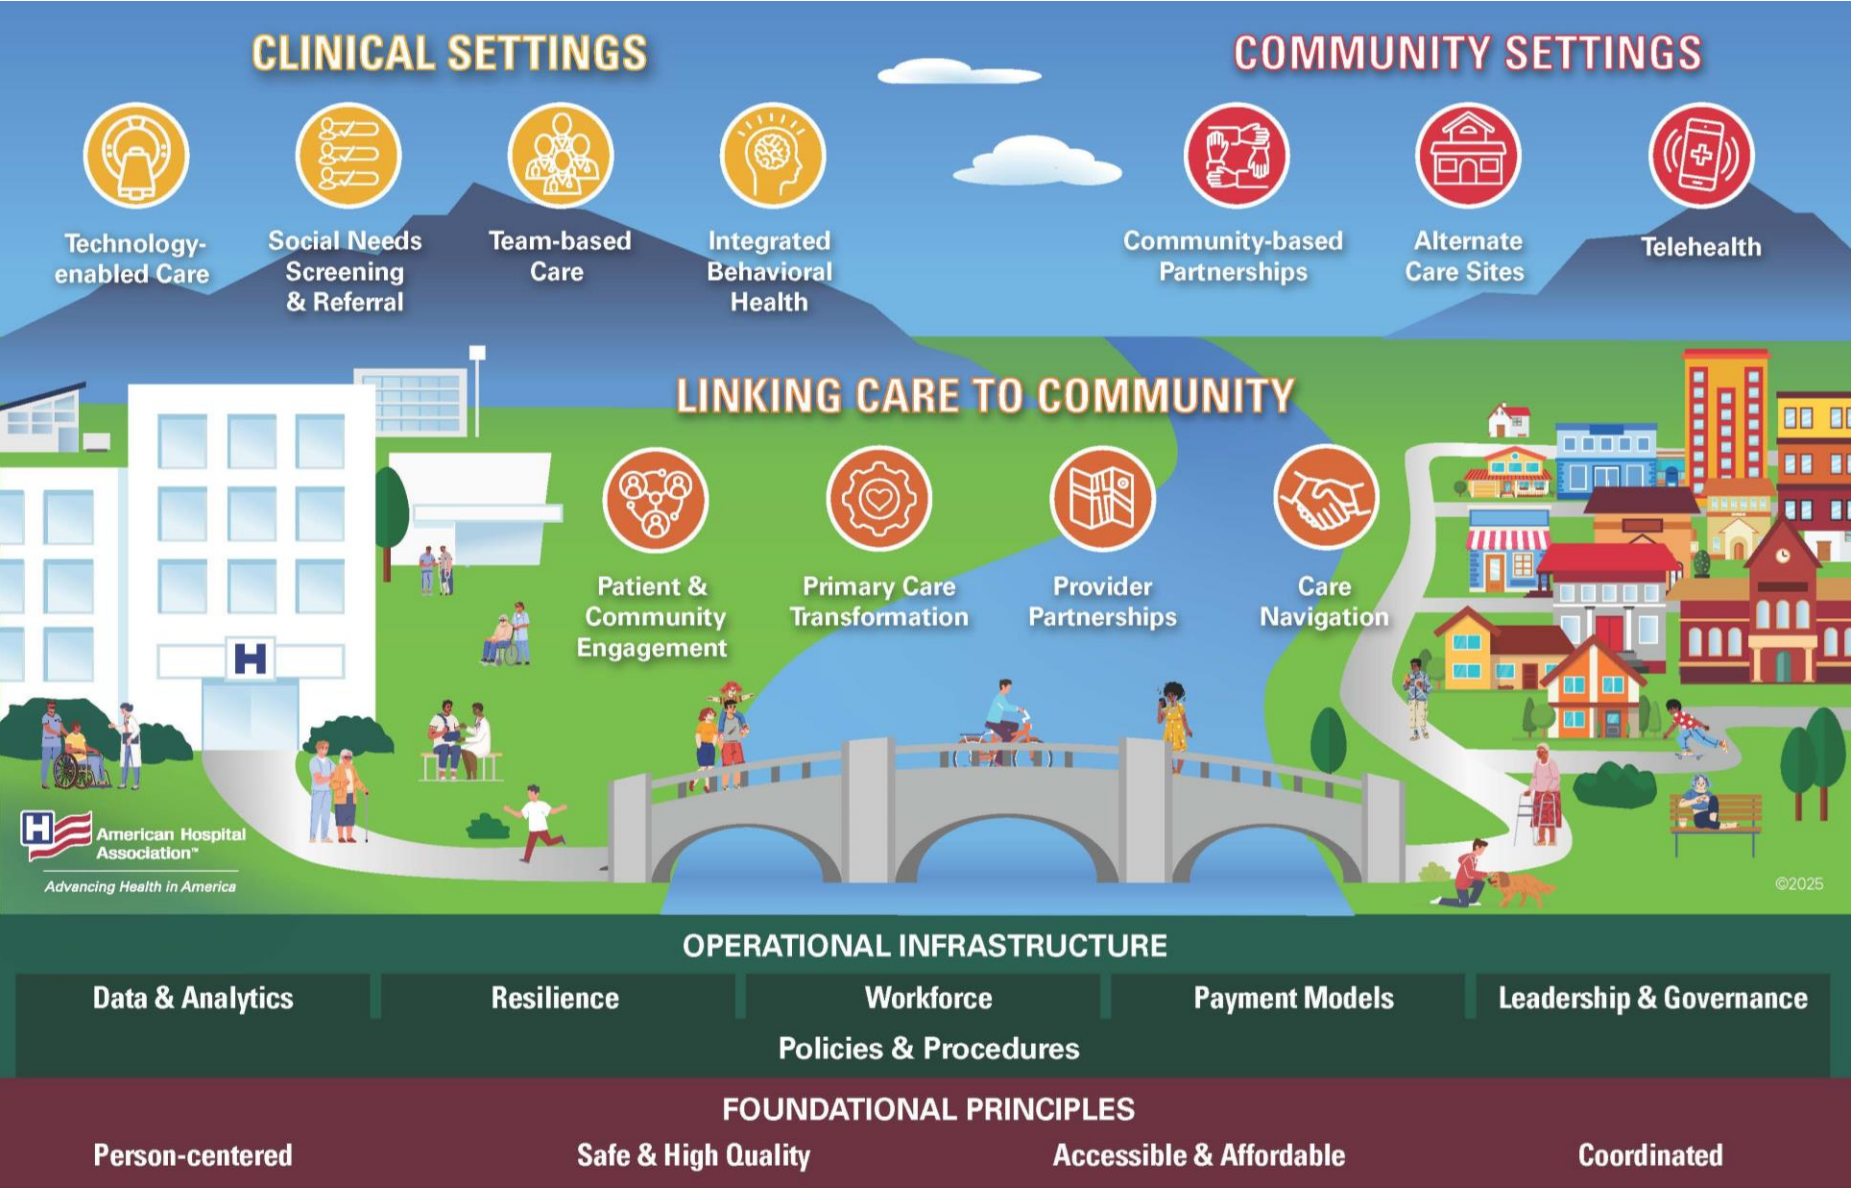 CLINICAL SETTINGS
Technology-
enabled Care
Social Needs
Screening
& Referral
Team-based
Care
Integrated
Behavioral
Health
COMMUNITY SETTINGS
Community-based
Partnerships
Alternate
Care Sites
Telehealth
LINKING CARE TO COMMUNITY
Patient &
Community
Engagement
Primary Care
Transformation
Provider
Partnerships
Care
Navigation
H
H
American Hospital
Association™
Advancing Health in America
©2025
OPERATIONAL INFRASTRUCTURE
Data & Analytics
Resilience
Workforce
Payment Models
Leadership & Governance
Policies & Procedures
FOUNDATIONAL PRINCIPLES
Person-centered
Safe & High Quality
Accessible & Affordable
Coordinated